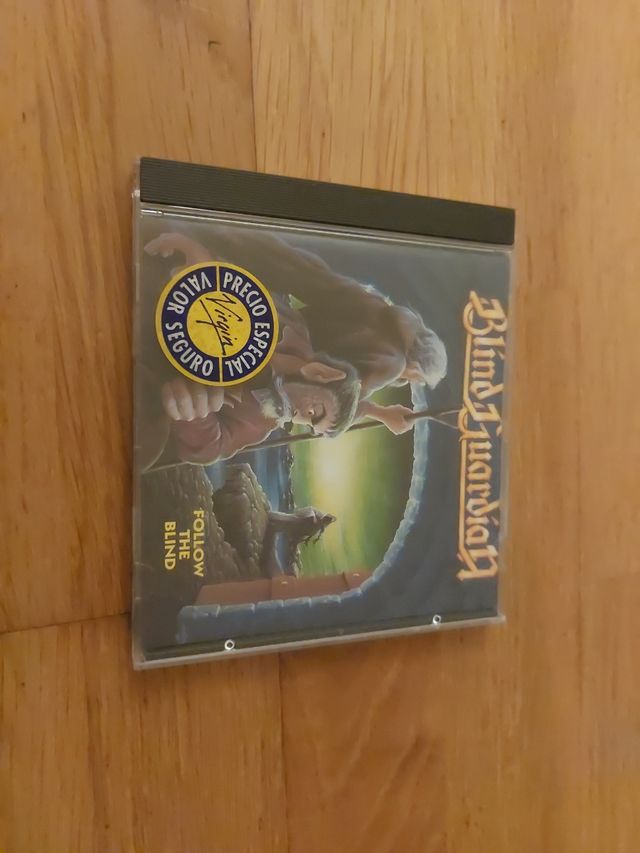 Blind Guardian
PRECIO ESPECIAL
Virgin
VALOR SEGURO
FOLLOW
THE
BLIND